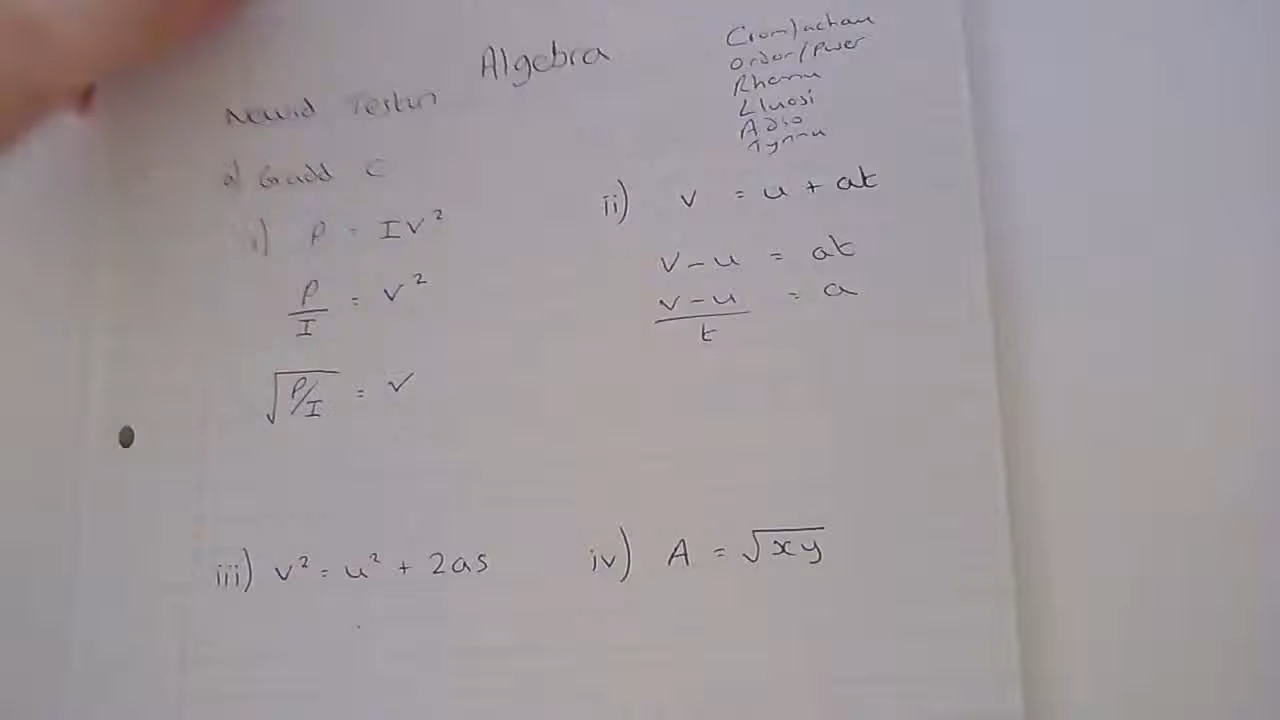 Algebra
Newid Testun
a) Gradd C
i) P = IV²
P/I = V²
√P/I = V
Cromfachau
Order/Pwer
Rhannu
Lluosi
Adio
Tynnu
ii) v = u + at
v - u = at
v - u / t = a
iii) v² = u² + 2as
iv) A = √xy